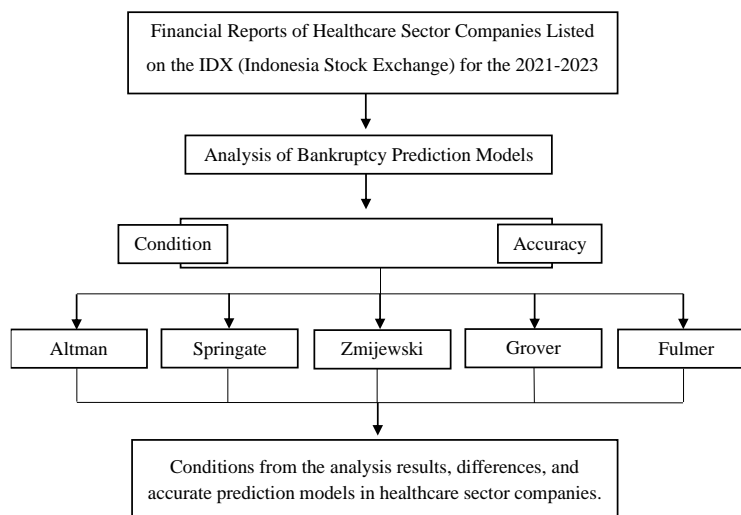 Financial Reports of Healthcare Sector Companies Listed
on the IDX (Indonesia Stock Exchange) for the 2021-2023
Analysis of Bankruptcy Prediction Models
Condition
Accuracy
Altman
Springate
Zmijewski
Grover
Fulmer
Conditions from the analysis results, differences, and
accurate prediction models in healthcare sector companies.